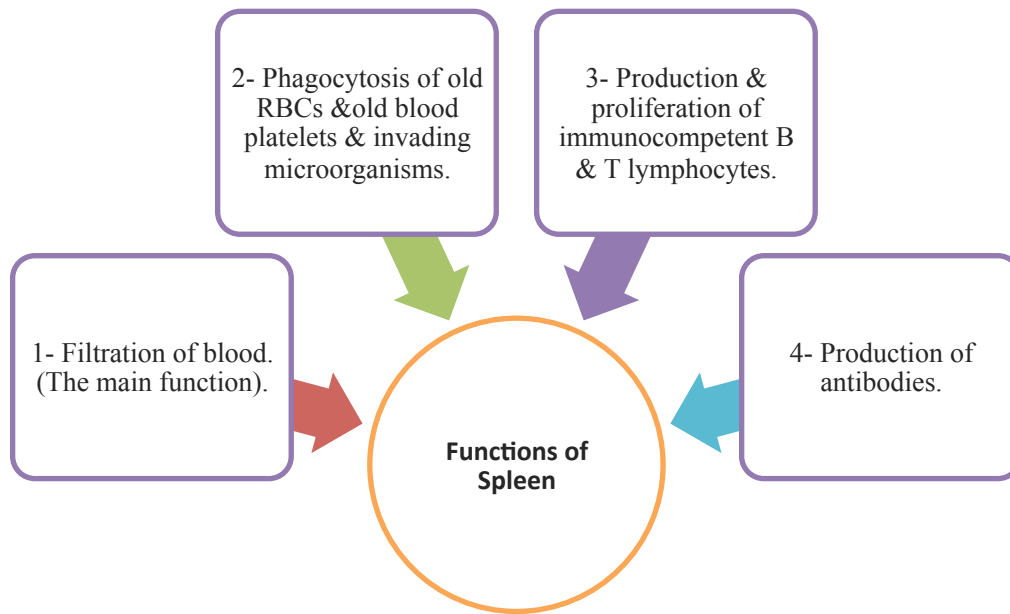 1- Filtration of blood.
(The main function).
2- Phagocytosis of old
RBCs &old blood
platelets & invading
microorganisms.
3- Production &
proliferation of
immunocompetent B
& T lymphocytes.
4- Production of
antibodies.
Functions of
Spleen